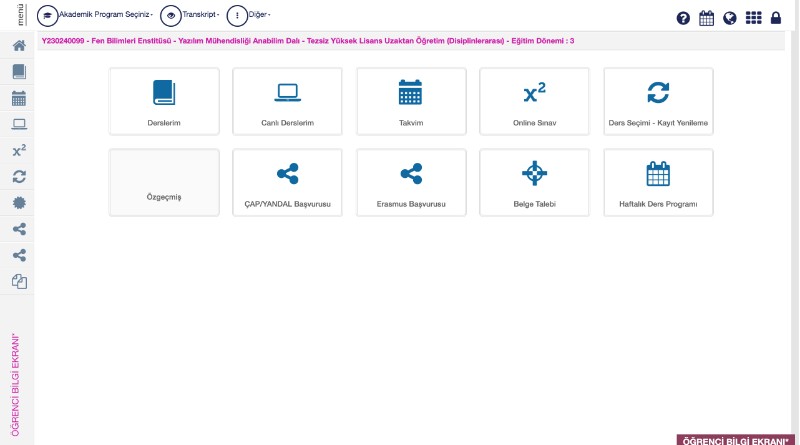 menü
Akademik Program Seçiniz
Transkript
Diğer
Y230240099 - Fen Bilimleri Enstitüsü - Yazılım Mühendisliği Anabilim Dalı - Tezsiz Yüksek Lisans Uzaktan Öğretim (Disiplinlerarası) - Eğitim Dönemi : 3
Derslerim
Canlı Derslerim
Takvim
x²
Online Sınav
Ders Seçimi - Kayıt Yenileme
x²
Özgeçmiş
ÇAP/YANDAL Başvurusu
Erasmus Başvurusu
Belge Talebi
Haftalık Ders Programı
ÖĞRENCİ BİLGİ EKRANI"
ÖĞRENCİ BİLGİ EKRANI"